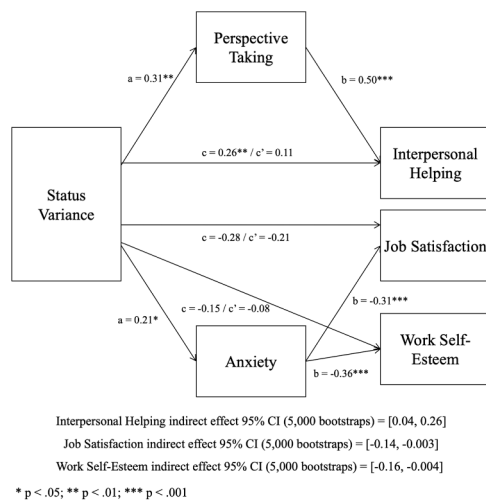 Perspective
Taking
a = 0.31**
b = 0.50***
c = 0.26** / c’ = 0.11
Interpersonal
Helping
Status
Variance
c = -0.28 / c’ = -0.21
Job Satisfaction
c = -0.15 / c’ = -0.08
b = -0.31***
a = 0.21*
Anxiety
b = -0.36***
Work Self-
Esteem
Interpersonal Helping indirect effect 95% CI (5,000 bootstraps) = [0.04, 0.26]
Job Satisfaction indirect effect 95% CI (5,000 bootstraps) = [-0.14, -0.003]
Work Self-Esteem indirect effect 95% CI (5,000 bootstraps) = [-0.16, -0.004]
* p < .05; ** p < .01; *** p < .001